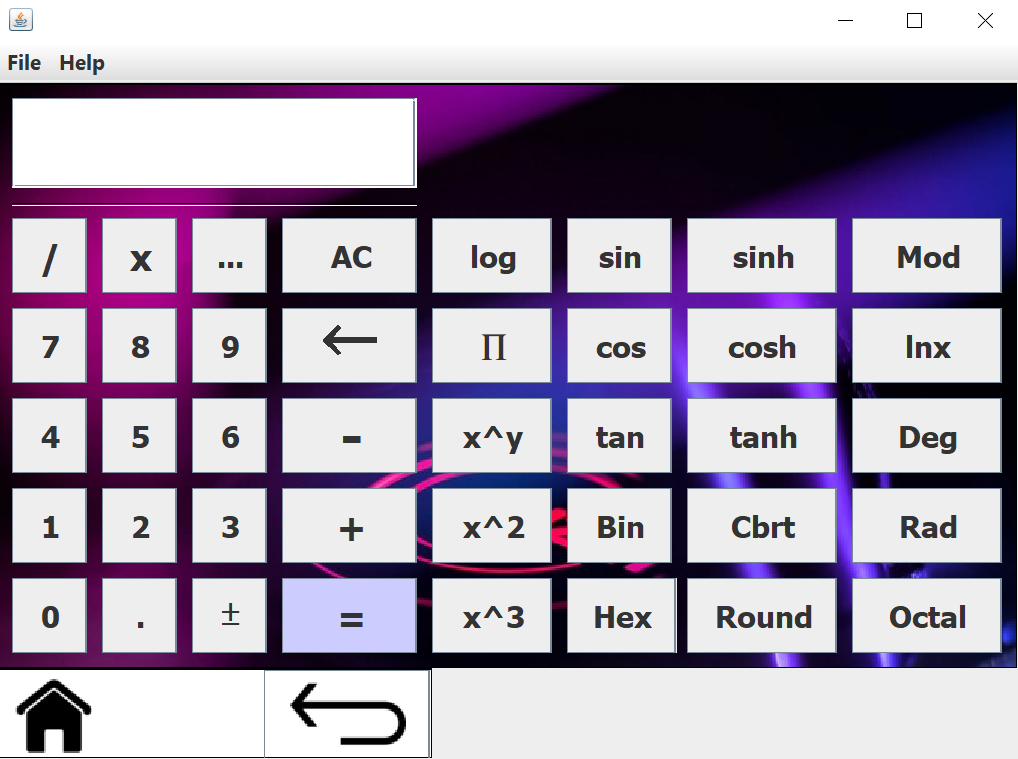 File Help
/ x ... AC log sin sinh Mod
7 8 9 ← ∏ cos cosh lnx
4 5 6 - x^y tan tanh Deg
1 2 3 + x^2 Bin Cbrt Rad
0 . ± = x^3 Hex Round Octal